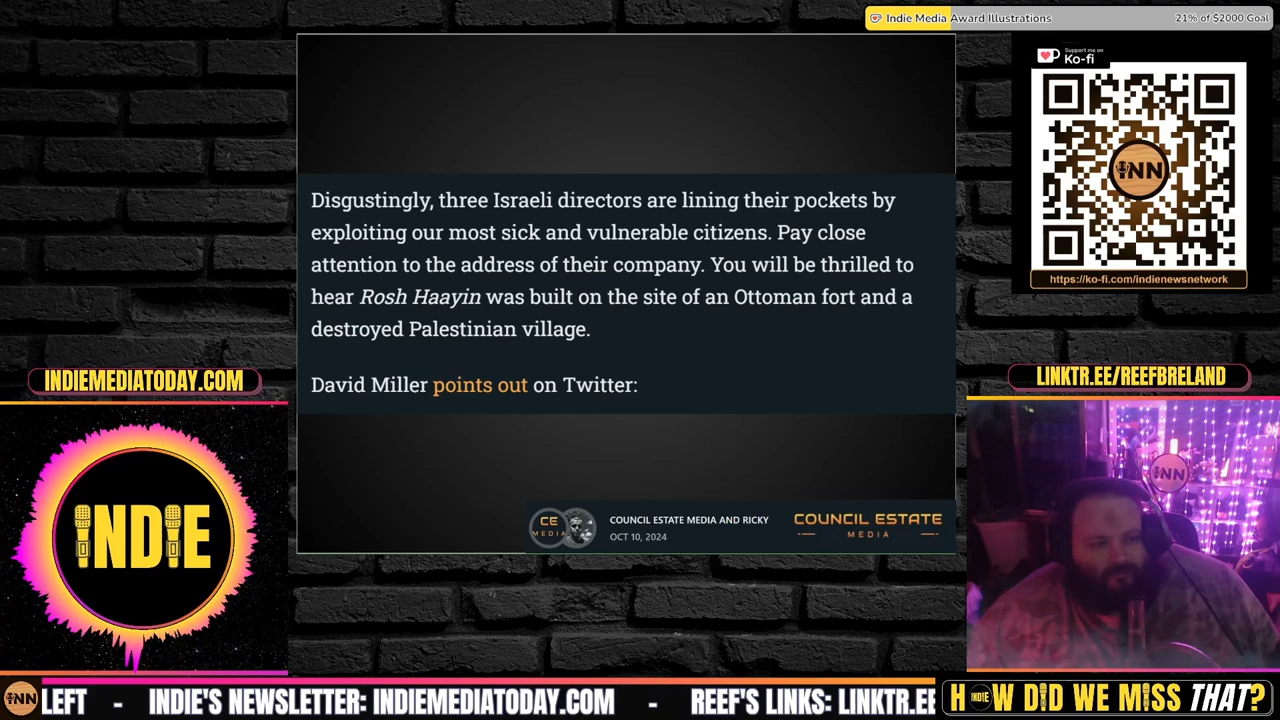 Indie Media Award Illustrations
21% of $2000 Goal
Support me on
Ko-fi
iNN
https://ko-fi.com/indienewsnetwork
Disgustingly, three Israeli directors are lining their pockets by
exploiting our most sick and vulnerable citizens. Pay close
attention to the address of their company. You will be thrilled to
hear Rosh Haayin was built on the site of an Ottoman fort and a
destroyed Palestinian village.
David Miller points out on Twitter:
INDIEMEDIATODAY.COM
LINKTR.EE/REEFBRELAND
INDIE
iNN
CE
MEDIA
COUNCIL ESTATE MEDIA AND RICKY
OCT 10, 2024
COUNCIL ESTATE
MEDIA
iNN
LEFT - INDIE'S NEWSLETTER: INDIEMEDIATODAY.COM - REEF'S LINKS: LINKTR.EE
HOW DID WE MISS THAT?